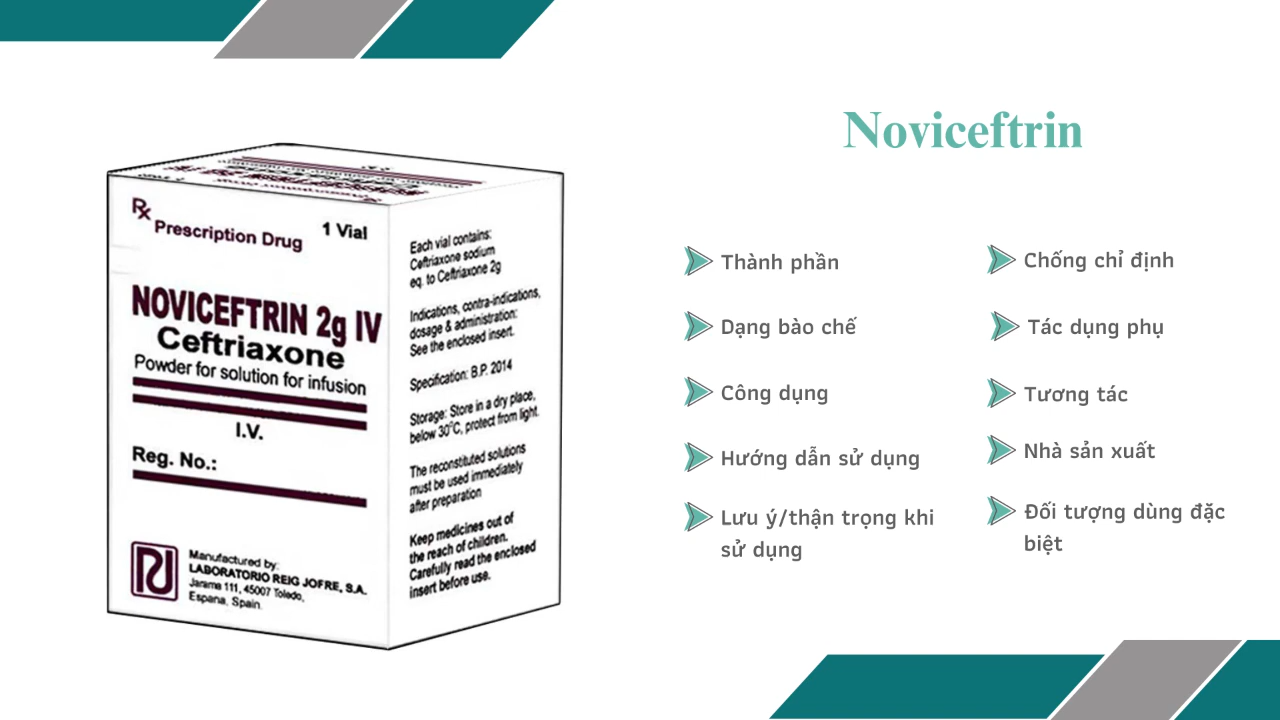 Noviceftrin
Rx
Prescription Drug
1 Vial
NOVICEFTRIN 2g IV
Ceftriaxone
Powder for solution for infusion
I.V.
Reg. No.:
Manufactured by:
LABORATORIO REIG JOFRE, S.A.
Jarama 111, 45007 Toledo,
Espana, Spain.
Each vial contains:
Ceftriaxone sodium
eq. to Ceftriaxone 2g
Indications, contra-indications,
dosage & administration:
See the enclosed insert.
Specification: B.P. 2014
Storage: Store in a dry place,
below 30°C, protect from light.
The reconstituted solutions
must be used immediately
after preparation
Keep medicines out of
the reach of children.
Carefully read the enclosed
insert before use.
Thành phần
Dạng bào chế
Công dụng
Hướng dẫn sử dụng
Lưu ý/thận trọng khi
sử dụng
Chống chỉ định
Tác dụng phụ
Tương tác
Nhà sản xuất
Đối tượng dùng đặc
biệt